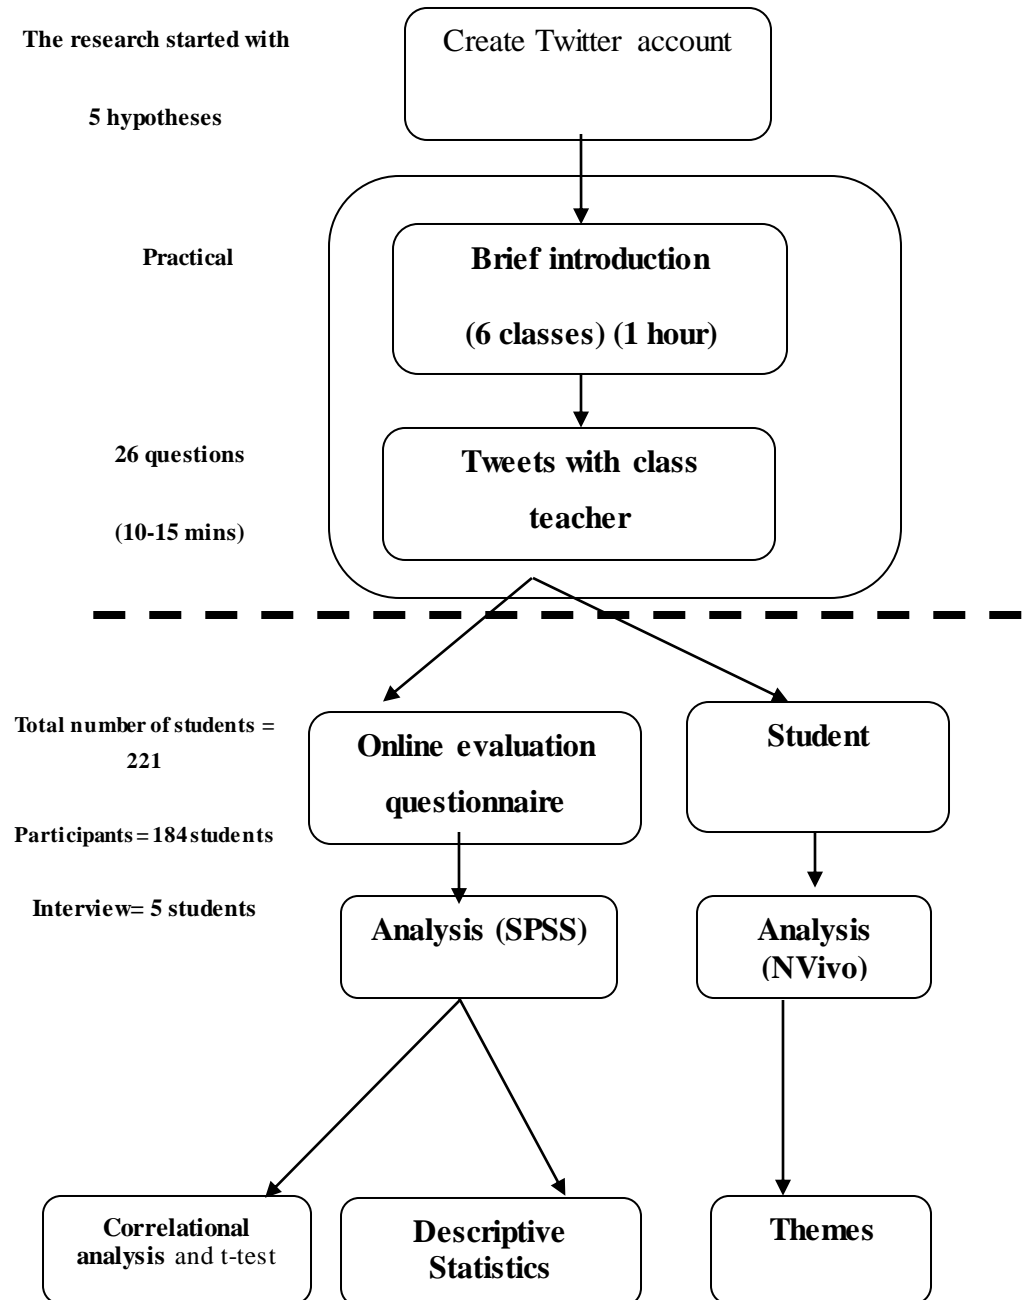 The research started with
5 hypotheses
Create Twitter account
Practical
Brief introduction
(6 classes) (1 hour)
26 questions
(10-15 mins)
Tweets with class
teacher
Total number of students =
221
Participants = 184 students
Interview= 5 students
Online evaluation
questionnaire
Student
Analysis (SPSS)
Analysis
(NVivo)
Correlational
analysis and t-test
Descriptive
Statistics
Themes